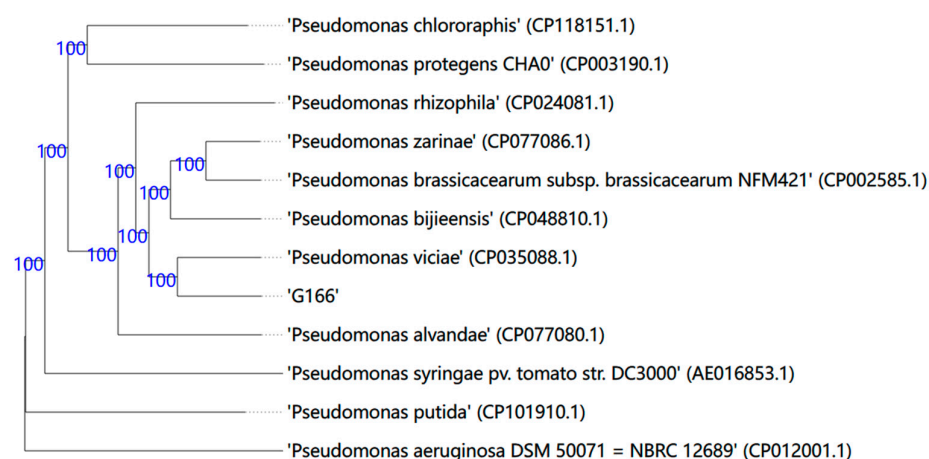 'Pseudomonas chlororaphis' (CP118151.1)
100
'Pseudomonas protegens CHA0' (CP003190.1)
'Pseudomonas rhizophila' (CP024081.1)
'Pseudomonas zarinae' (CP077086.1)
100
100
100
'Pseudomonas brassicacearum subsp. brassicacearum NFM421' (CP002585.1)
100
'Pseudomonas bijieensis' (CP048810.1)
100
100
'Pseudomonas viciae' (CP035088.1)
100
100
'G166'
'Pseudomonas alvandae' (CP077080.1)
'Pseudomonas syringae pv. tomato str. DC3000' (AE016853.1)
'Pseudomonas putida' (CP101910.1)
'Pseudomonas aeruginosa DSM 50071 = NBRC 12689' (CP012001.1)